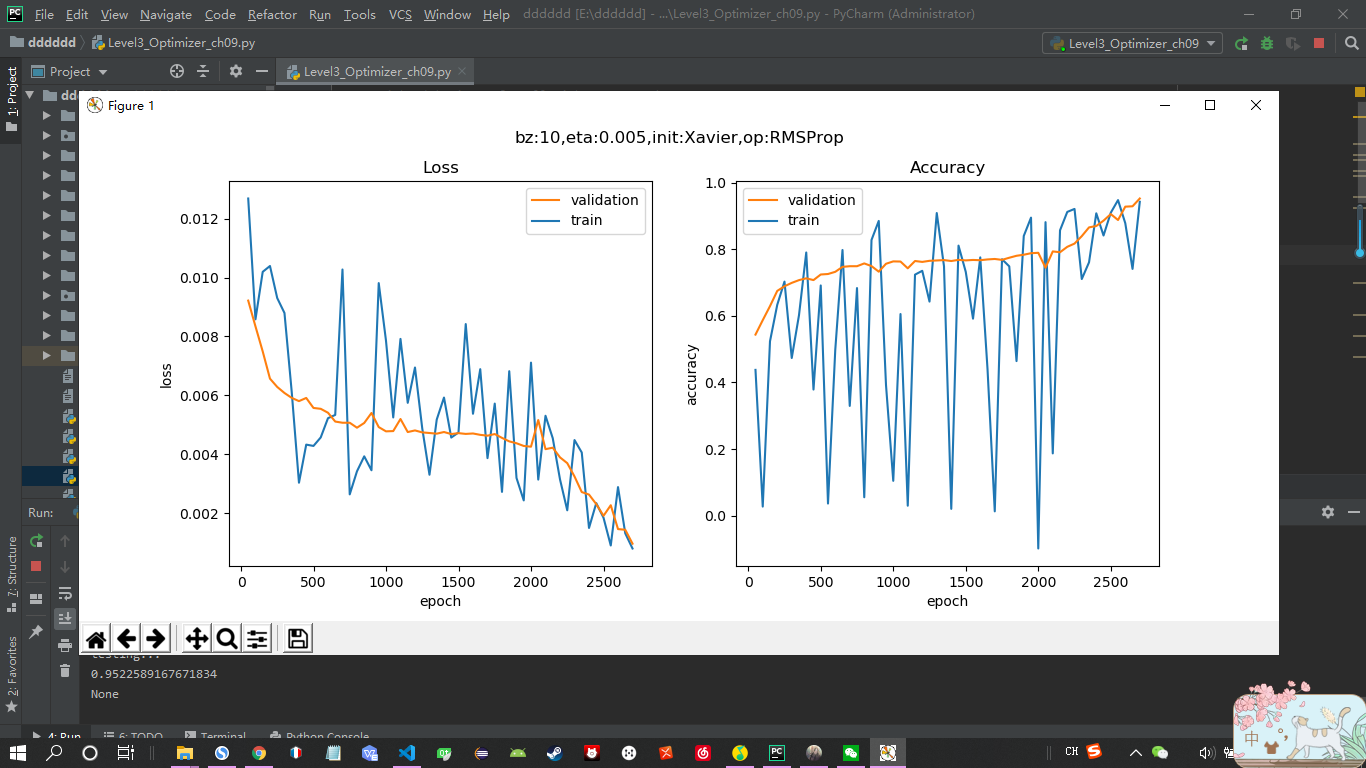 PC File Edit View Navigate Code Refactor Run Tools VCS Window Help dddddd [E:\dddddd] - ...\Level3_Optimizer_ch09.py - PyCharm (Administrator)
dddddd Level3_Optimizer_ch09.py Level3_Optimizer_ch09
1: Project
Project Level3_Optimizer_ch09.py
Figure 1
bz:10,eta:0.005,init:Xavier,op:RMSProp
Loss
validation
train
0.012
0.010
0.008
0.006
0.004
0.002
loss
0 500 1000 1500 2000 2500
epoch
Accuracy
validation
train
1.0
0.8
0.6
0.4
0.2
0.0
accuracy
0 500 1000 1500 2000 2500
epoch
Run:
7: Structure
2: Favorites
testing...
0.9522589167671834
None
4: Run 6: TODO Terminal Python Console
CH
中